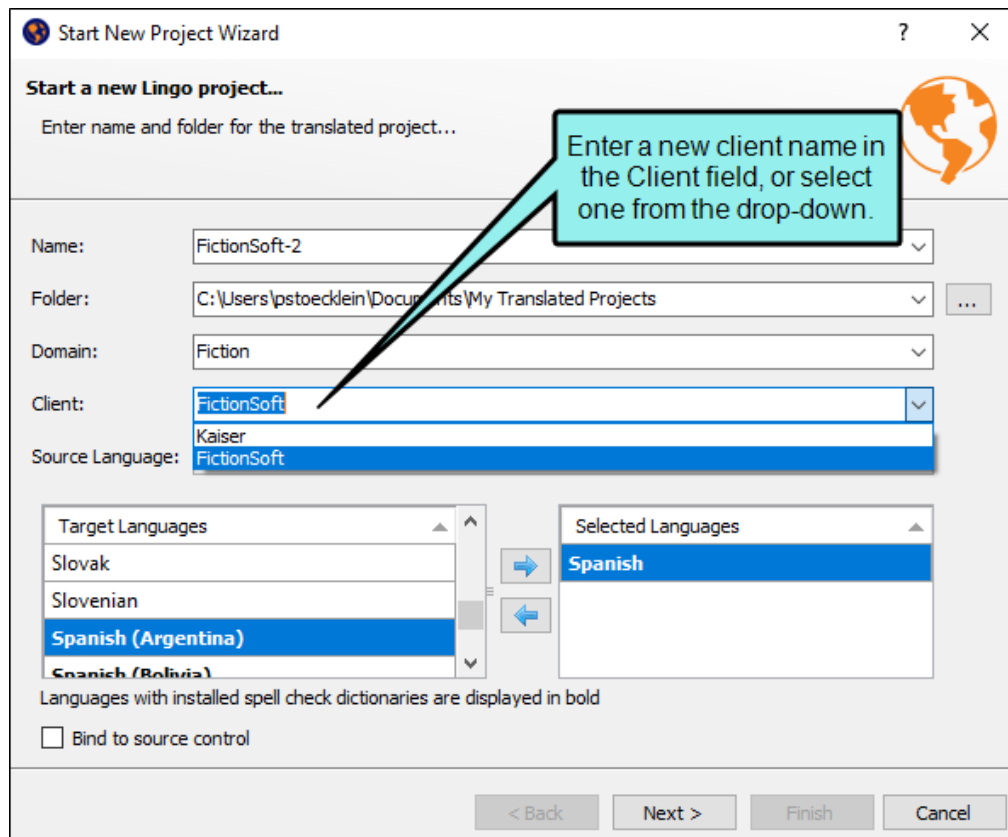 Start New Project Wizard
?
Start a new Lingo project...
Enter name and folder for the translated project...
Enter a new client name in
the Client field, or select
one from the drop-down.
Name: FictionSoft-2
Folder: C:\Users\pstoecklein\Documents\My Translated Projects
...
Domain: Fiction
Client: FictionSoft
Kaiser
Source Language: FictionSoft
Target Languages
Slovak
Slovenian
Spanish (Argentina)
Spanish (Bolivia)
Selected Languages
Spanish
Languages with installed spell check dictionaries are displayed in bold
Bind to source control
< Back Next > Finish Cancel